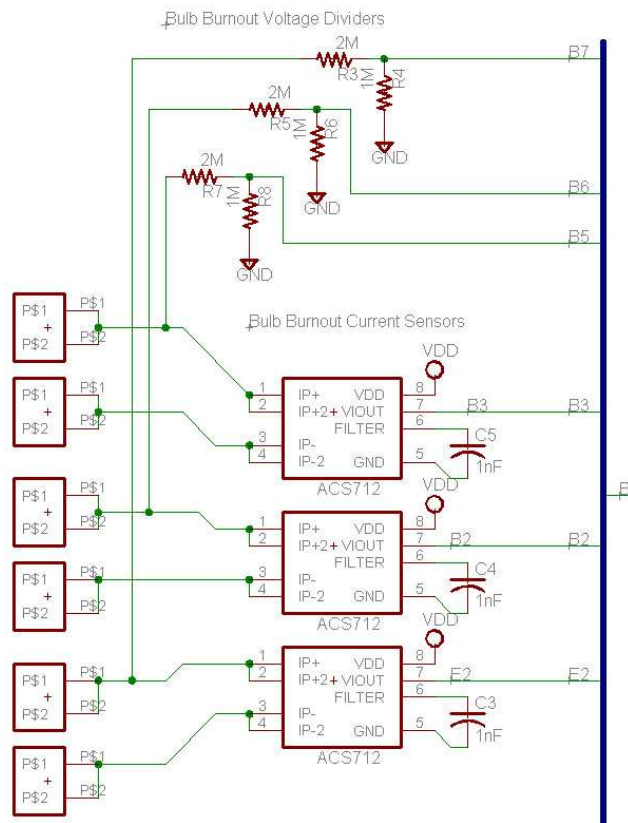 Bulb Burnout Voltage Dividers
2M
B7
R3
1M
R4
2M
R5
1M
R6
GND
2M
B6
R7
1M
R8
GND
B5
GND
P$1 P$1
+
P$2 P$2
Bulb Burnout Current Sensors
VDD
P$1 P$1
+
P$2 P$2
1 IP+ VDD 8
2 IP+2+ VIOUT 7 B3 B3
FILTER 6
3 IP- C5
4 IP-2 GND 5 1nF
ACS712
VDD
P$1 P$1
+
P$2 P$2
1 IP+ VDD 8
2 IP+2+ VIOUT 7 B2 B2
FILTER 6
B
P$1 P$1
+
P$2 P$2
3 IP- C4
4 IP-2 GND 5 1nF
ACS712
VDD
P$1 P$1
+
P$2 P$2
1 IP+ VDD 8
2 IP+2+ VIOUT 7 E2 E2
FILTER 6
3 IP- C3
4 IP-2 GND 5 1nF
ACS712
P$1 P$1
+
P$2 P$2